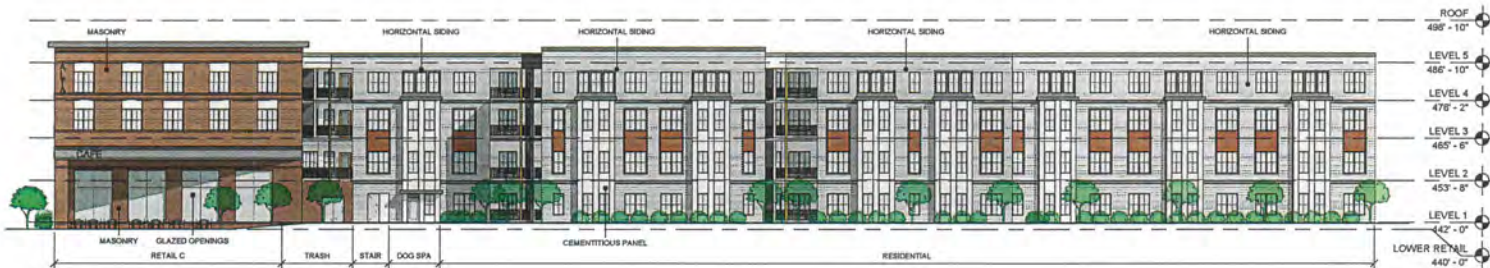 ROOF
498' - 10"
MASONRY
HORIZONTAL SIDING
HORIZONTAL SIDING
HORIZONTAL SIDING
HORIZONTAL SIDING
LEVEL 5
486' - 10"
LEVEL 4
476' - 2"
LEVEL 3
465' - 6"
CAFE
LEVEL 2
453' - 8"
LEVEL 1
442' - 0"
MASONRY
GLAZED OPENINGS
CEMENTITIOUS PANEL
LOWER RETAIL
440' - 0"
RETAIL C
TRASH
STAIR
DOG SPA
RESIDENTIAL